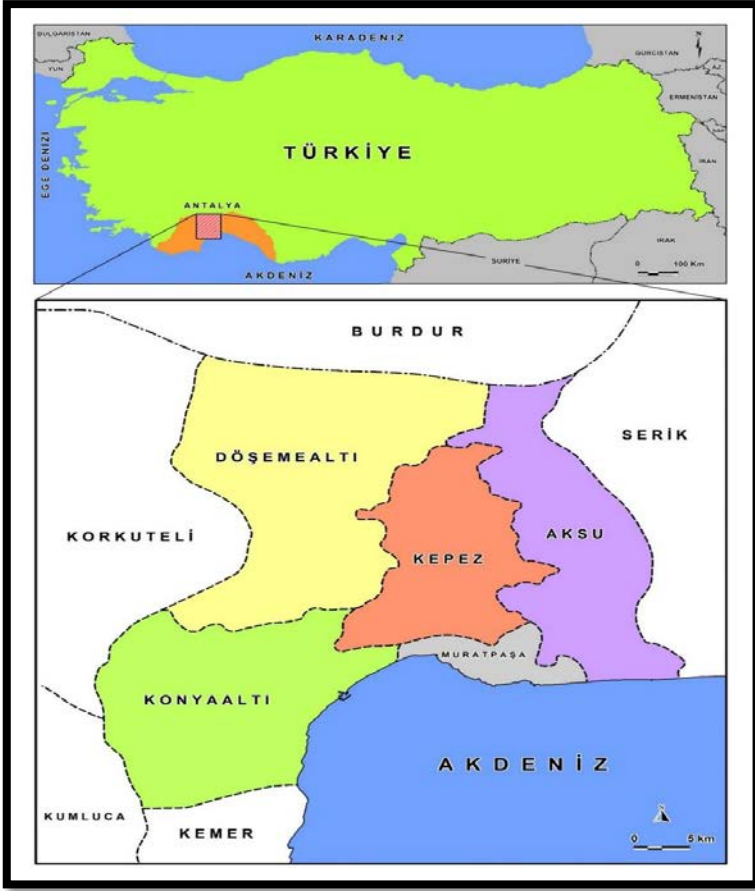 BULGARİSTAN
KARADENİZ
GÜRCİSTAN
N
YUN.
AZ.
ERMENİSTAN
EGE DENİZİ
TÜRKİYE
İRAN
ANTALYA
IRAK
SURİYE
0 100 Km
AKDENİZ
BURDUR
SERİK
DÖŞEMEALTI
KORKUTELİ
AKSU
KEPEZ
MURATPAŞA
KONYAALTI
AKDENİZ
KUMLUCA
KEMER
0 5 km